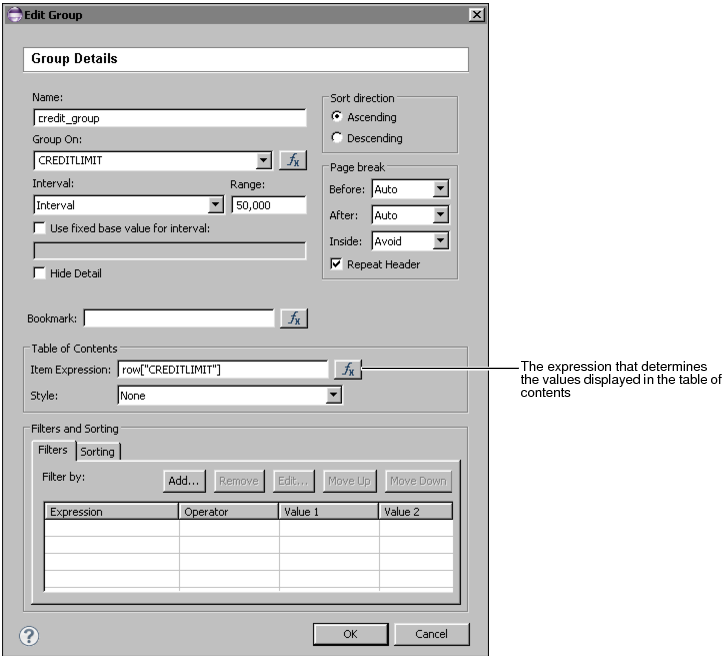 Edit Group
Group Details
Name:
credit_group
Group On:
CREDITLIMIT
fx
Interval:
Range:
Interval
50,000
Use fixed base value for interval:
Hide Detail
Sort direction
Ascending
Descending
Page break
Before: Auto
After: Auto
Inside: Avoid
Repeat Header
Bookmark:
fx
Table of Contents
Item Expression: row["CREDITLIMIT"]
fx
Style: None
The expression that determines
the values displayed in the table of
contents
Filters and Sorting
Filters Sorting
Filter by: Add... Remove Edit... Move Up Move Down
Expression Operator Value 1 Value 2
?
OK Cancel